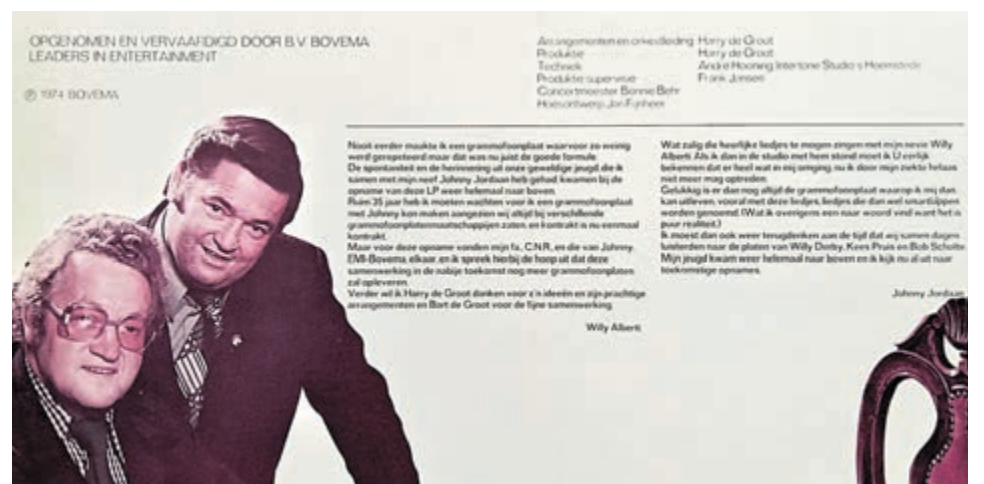 OPGENOMEN EN VERVAARDIGD DOOR B.V. BOVEMA
LEADERS IN ENTERTAINMENT
℗ 1974 BOVEMA
Arrangementen en orkestleiding Harry de Groot
Produktie Harry de Groot
Techniek André Hooning Intertone Studio's Heemstede
Produktie supervisie Frank Jansen
Concertmeester Bennie Behr
Hoesontwerp Jan Fijnheer
Nooit eerder maakte ik een grammofoonplaat waarvoor zo weinig
werd gerepeteerd maar dat was nu juist de goede formule.
De spontaniteit en de herinnering uit onze geweldige jeugd, die ik
samen met mijn neef Johnny Jordaan heb gehad, kwamen bij de
opname van deze LP weer helemaal naar boven.
Ruim 35 jaar heb ik moeten wachten voor ik een grammofoonplaat
met Johnny kon maken aangezien wij altijd bij verschillende
grammofoonplatenmaatschappijen zaten, en kontrakt is nu eenmaal
kontrakt.
Maar voor deze opname vonden mijn fa. C.N.R., en die van Johnny,
EMI-Bovema, elkaar, en ik spreek hierbij de hoop uit dat deze
samenwerking in de nabije toekomst nog meer grammofoonplaten
zal opleveren.
Verder wil ik Harry de Groot danken voor z'n ideeën en zijn prachtige
arrangementen en Bart de Groot voor de fijne samenwerking.
Willy Alberti
Wat zalig die heerlijke liedjes te mogen zingen met mijn nevie Willy
Alberti. Als ik dan in de studio met hem stond moet ik U eerlijk
bekennen dat er heel wat in mij omging, nu ik door mijn ziekte helaas
niet meer mag optreden.
Gelukkig is er dan nog altijd de grammofoonplaat waarop ik mij dan
kan uitleven, vooral met deze liedjes, liedjes die dan wel smartlappen
worden genoemd. (Wat ik overigens een naar woord vind want het is
puur realiteit.)
Ik moest dan ook weer terugdenken aan de tijd dat wij samen dagen
luisterden naar de platen van Willy Derby, Kees Pruis en Bob Scholte.
Mijn jeugd kwam weer helemaal naar boven en ik kijk nu al uit naar
toekomstige opnames.
Johnny Jordaan